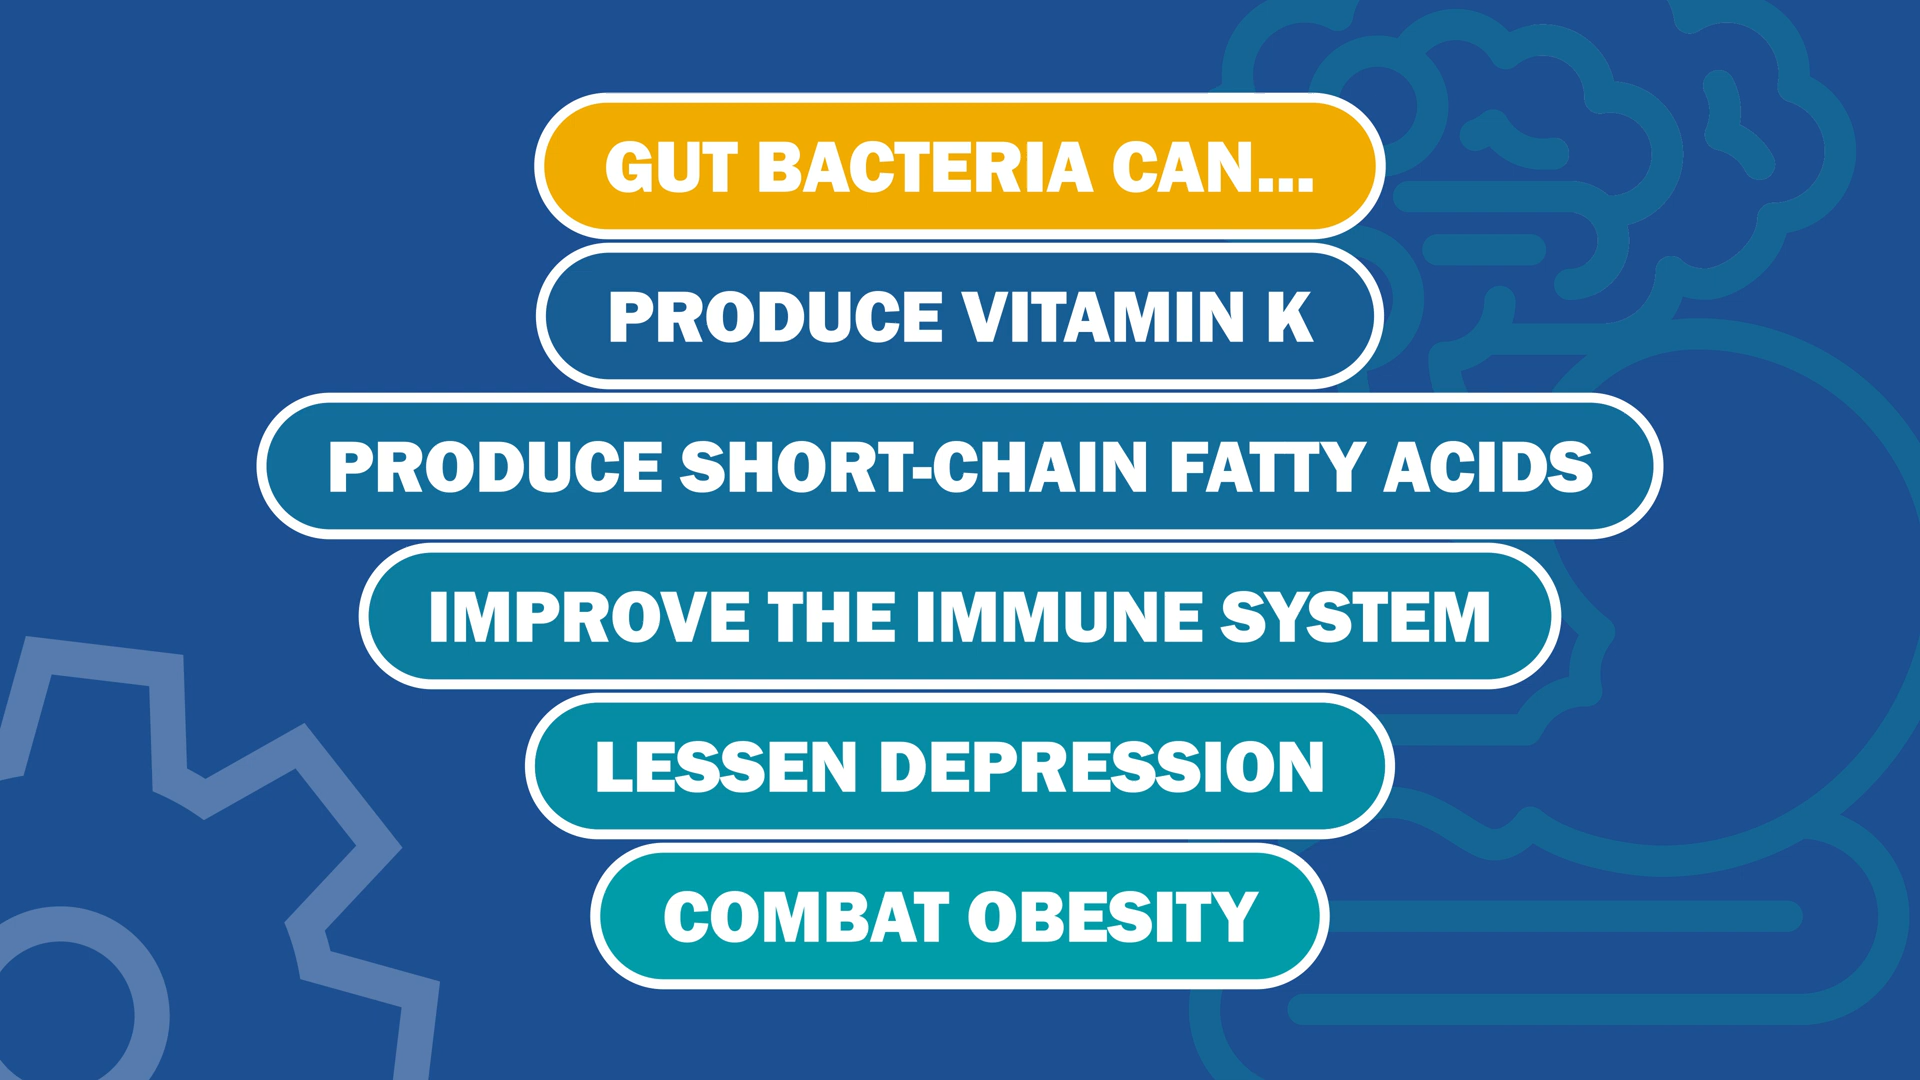 GUT BACTERIA CAN...
PRODUCE VITAMIN K
PRODUCE SHORT-CHAIN FATTY ACIDS
IMPROVE THE IMMUNE SYSTEM
LESSEN DEPRESSION
COMBAT OBESITY